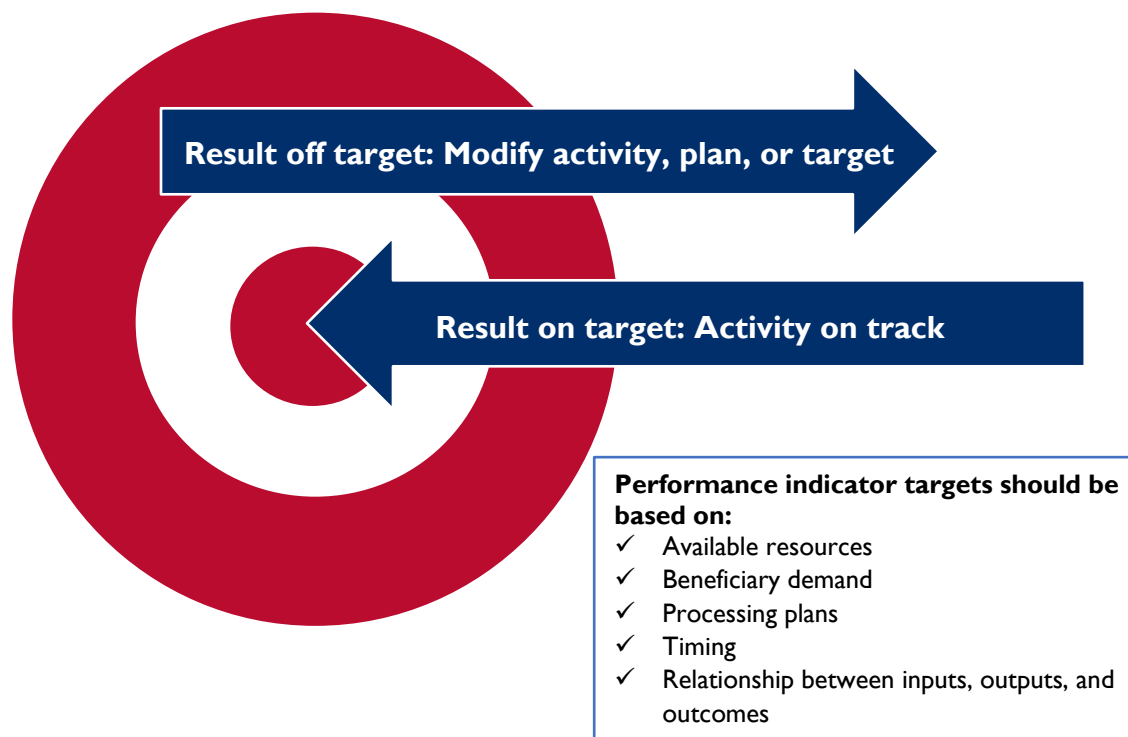 Result off target: Modify activity, plan, or target
Result on target: Activity on track
Performance indicator targets should be
based on:
✓ Available resources
✓ Beneficiary demand
✓ Processing plans
✓ Timing
✓ Relationship between inputs, outputs, and
outcomes